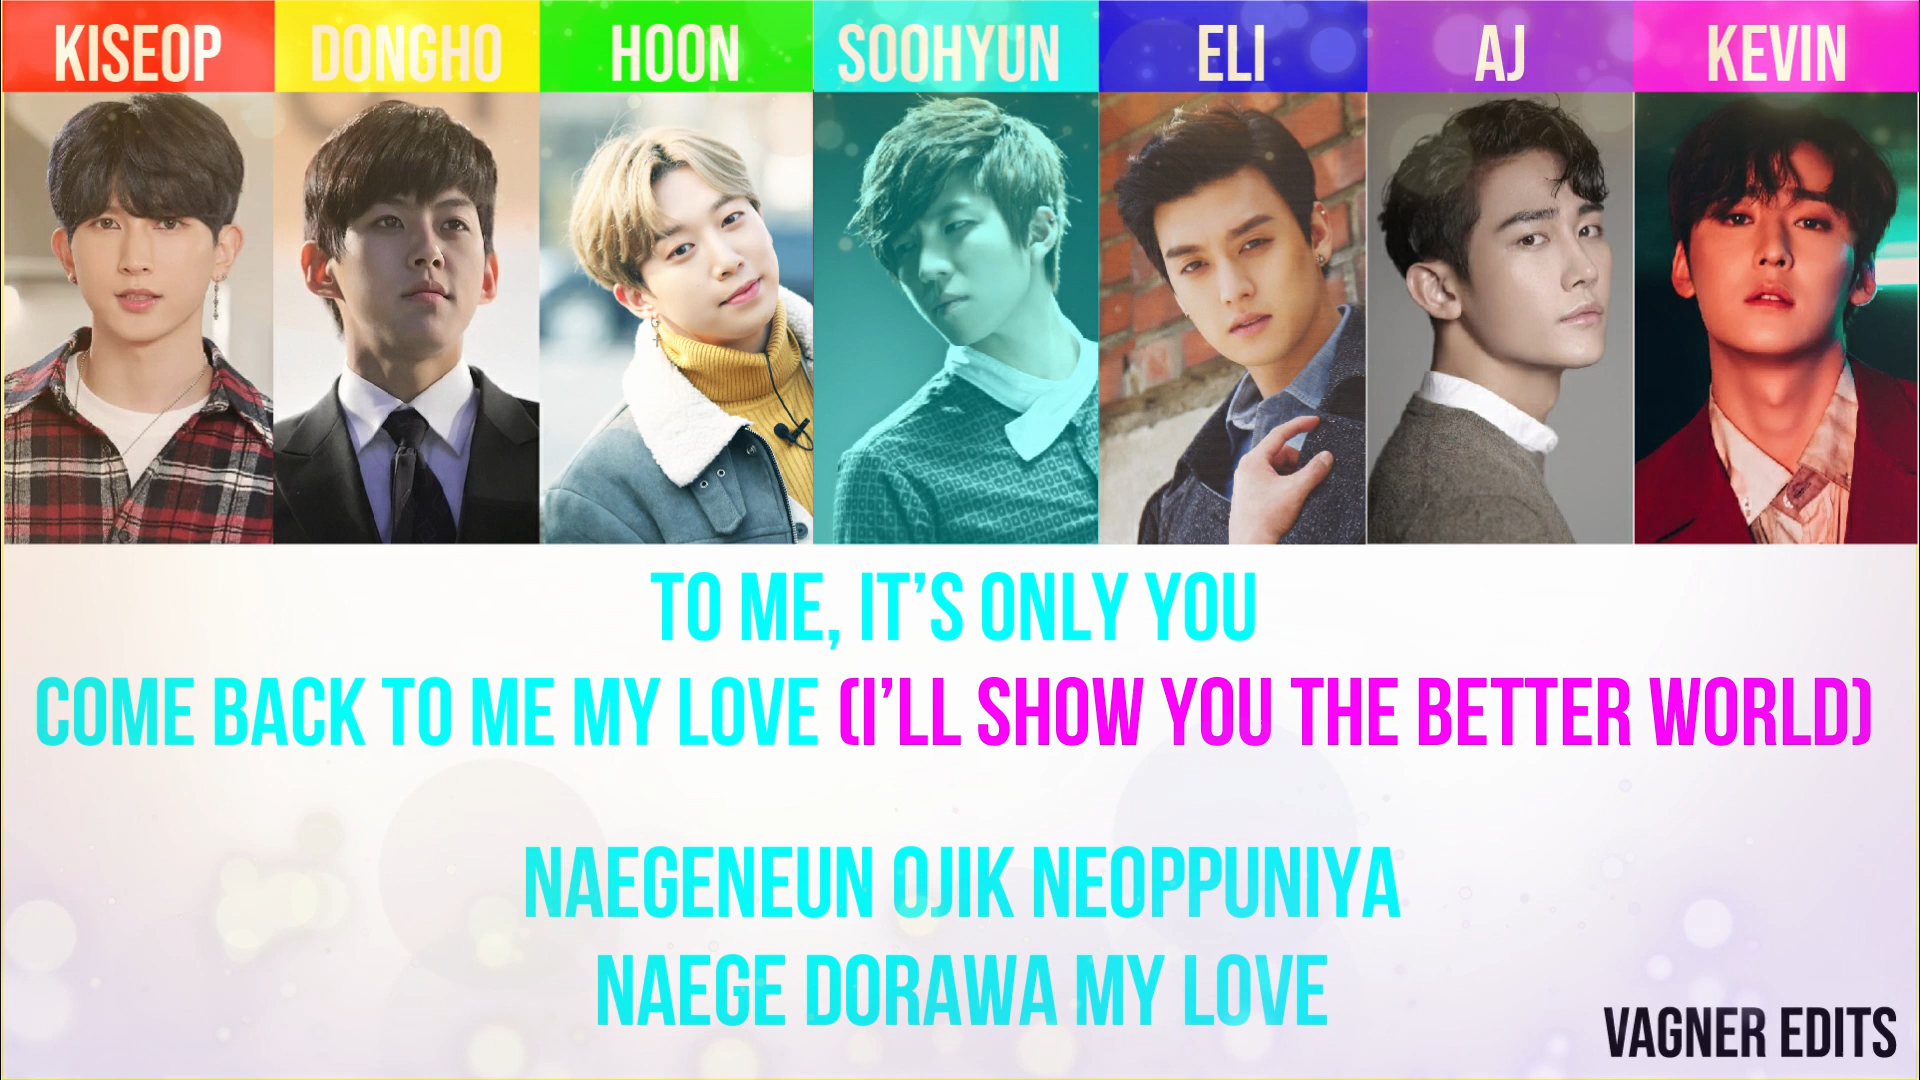 KISEOP DONGHO HOON SOOHYUN ELI AJ KEVIN
TO ME, IT'S ONLY YOU
COME BACK TO ME MY LOVE (I'LL SHOW YOU THE BETTER WORLD)
NAEGENEUN OJIK NEOPPUNIYA
NAEGE DORAWA MY LOVE
VAGNER EDITS